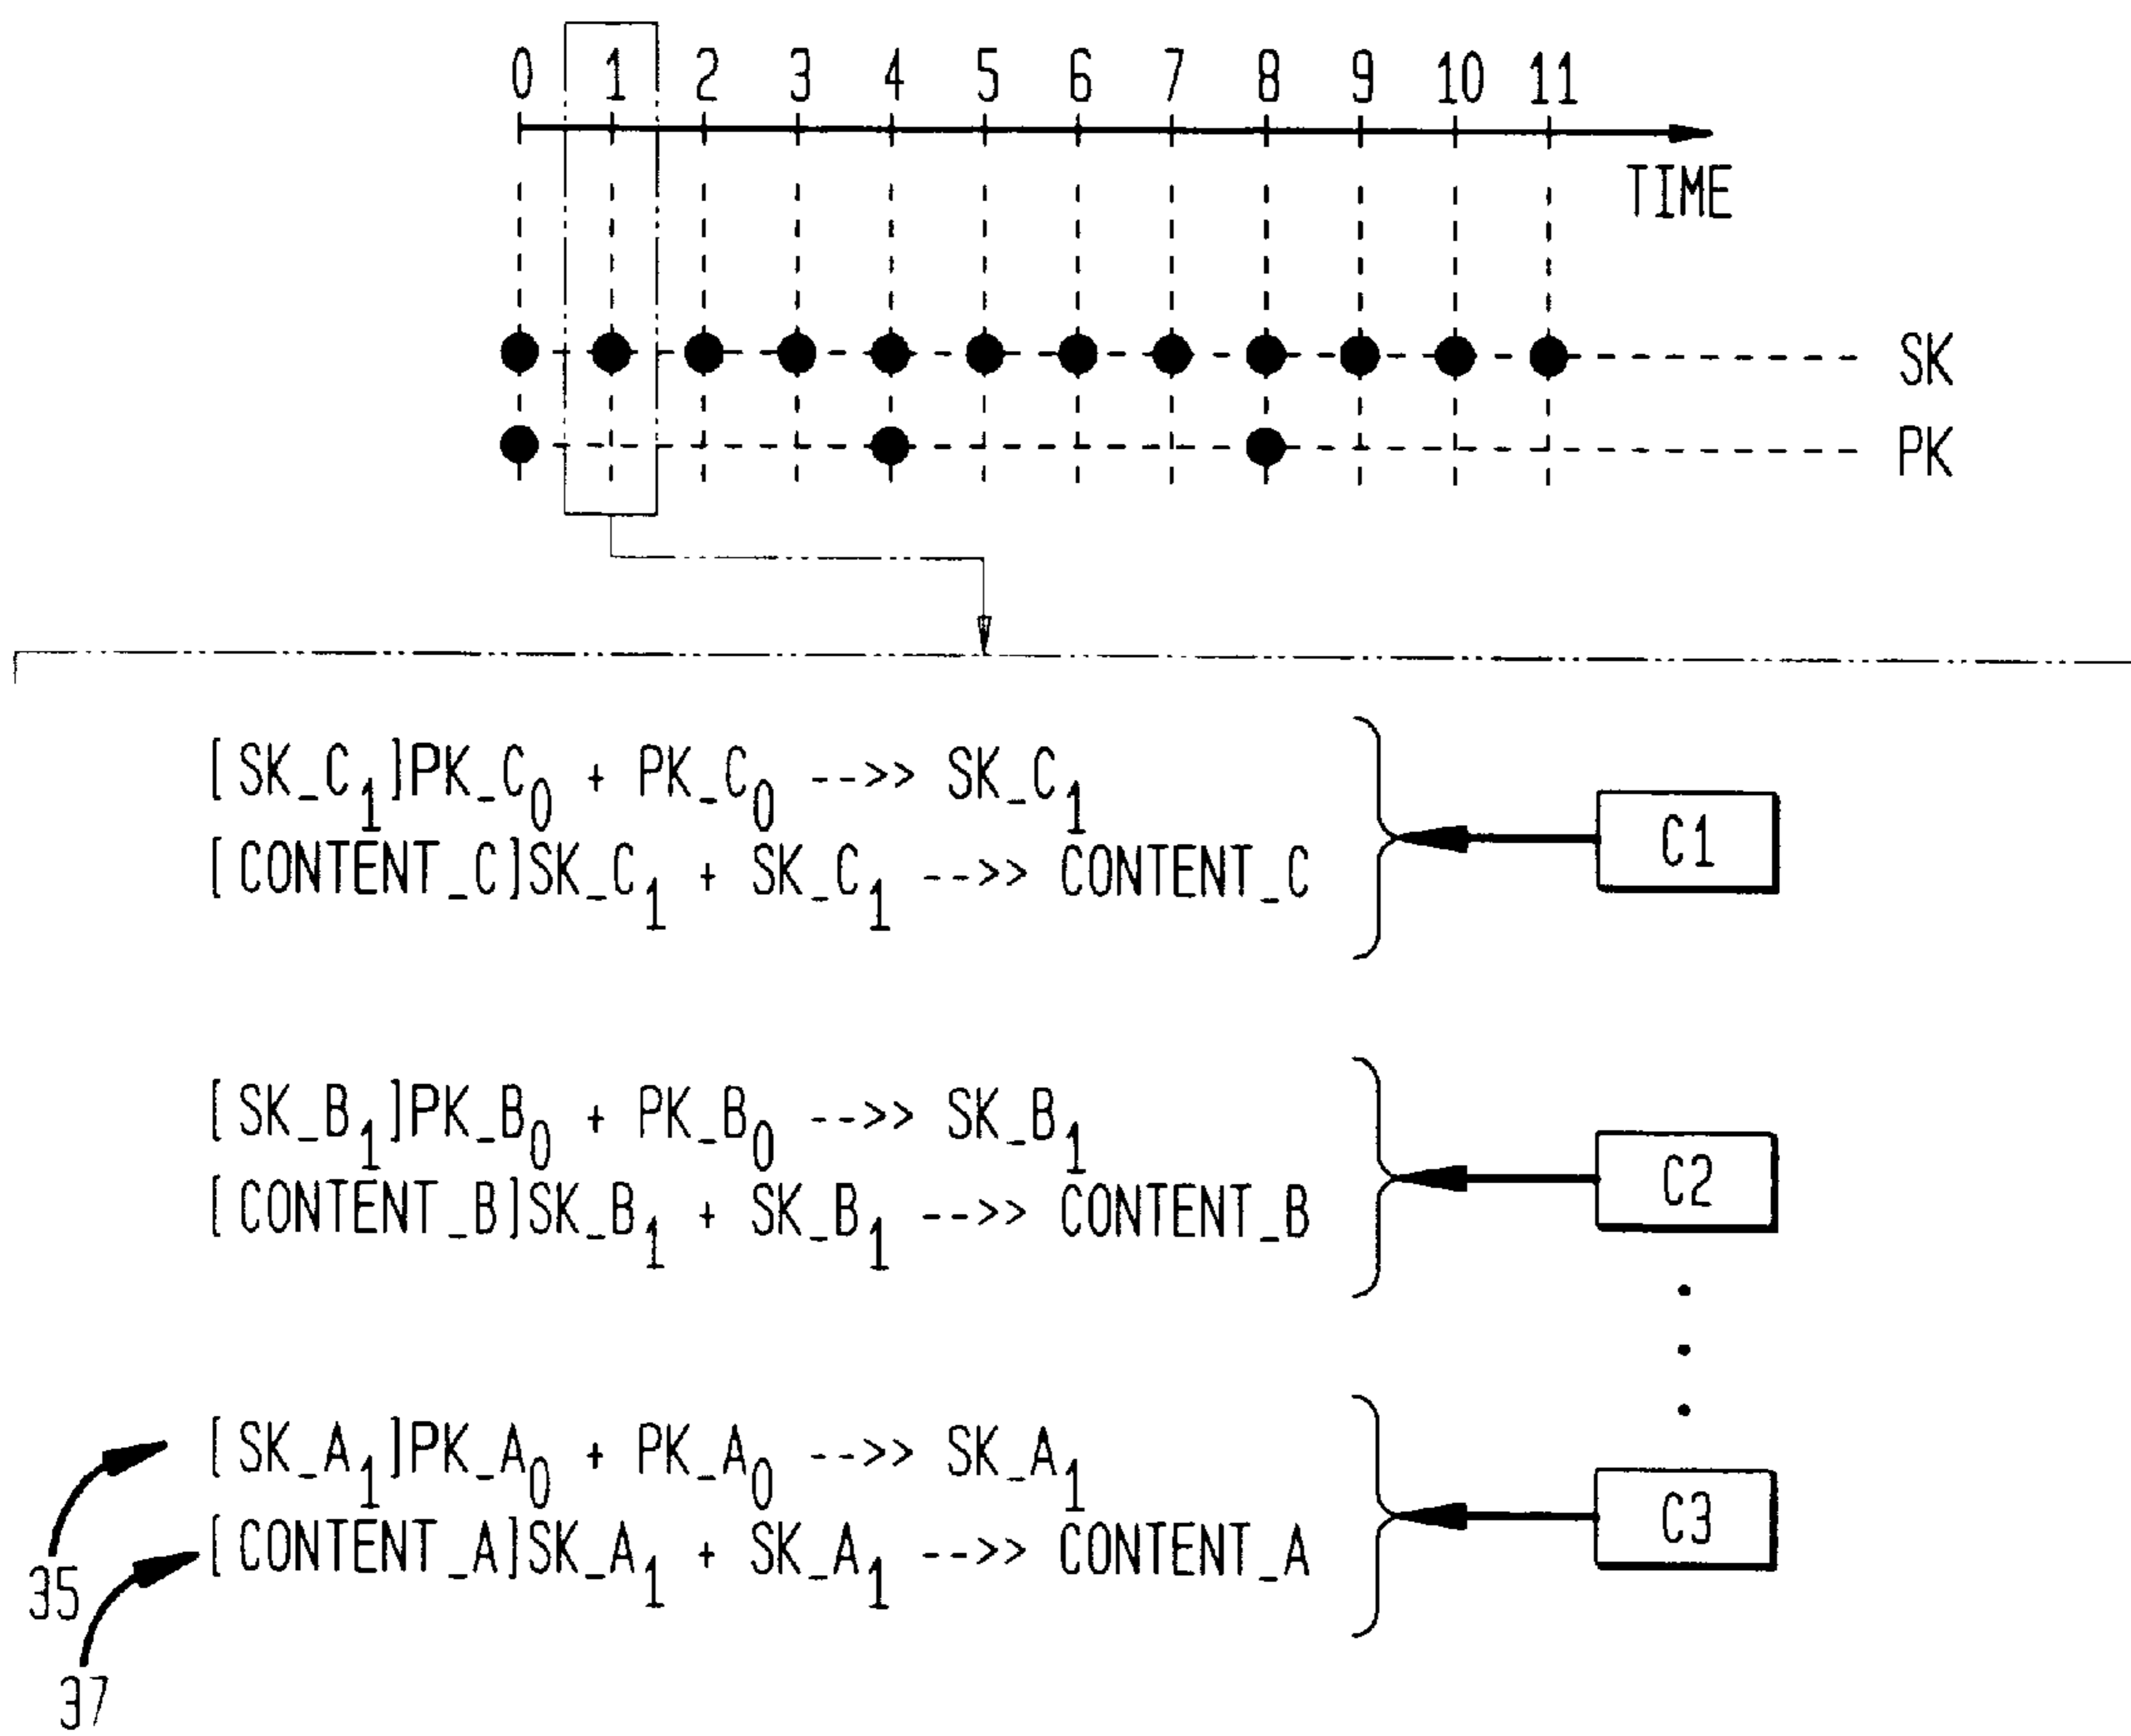 0 1 2 3 4 5 6 7 8 9 10 11
TIME
SK
PK
[SK_C₁]PK_C₀ + PK_C₀ -->> SK_C₁
[CONTENT_C]SK_C₁ + SK_C₁ -->> CONTENT_C
C1
[SK_B₁]PK_B₀ + PK_B₀ -->> SK_B₁
[CONTENT_B]SK_B₁ + SK_B₁ -->> CONTENT_B
C2
[SK_A₁]PK_A₀ + PK_A₀ -->> SK_A₁
[CONTENT_A]SK_A₁ + SK_A₁ -->> CONTENT_A
C3
35
37